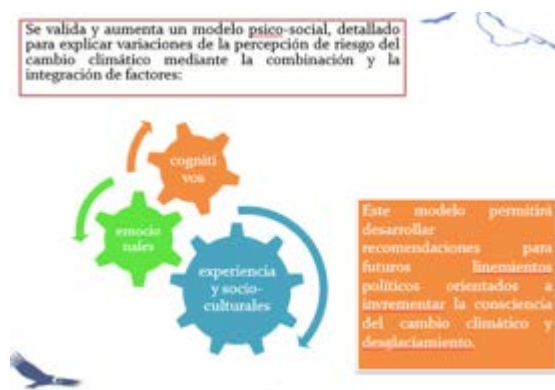 Se valida y aumenta un modelo psico-social, detallado
para explicar variaciones de la percepción de riesgo del
cambio climático mediante la combinación y la
integración de factores:
cogniti
vos
emocio
nales
experiencia
y socio-
culturales
Este modelo permitirá
desarrollar
recomendaciones para
futuros linemientos
políticos orientados a
invrementar la consciencia
del cambio climático y
desglaciamiento.